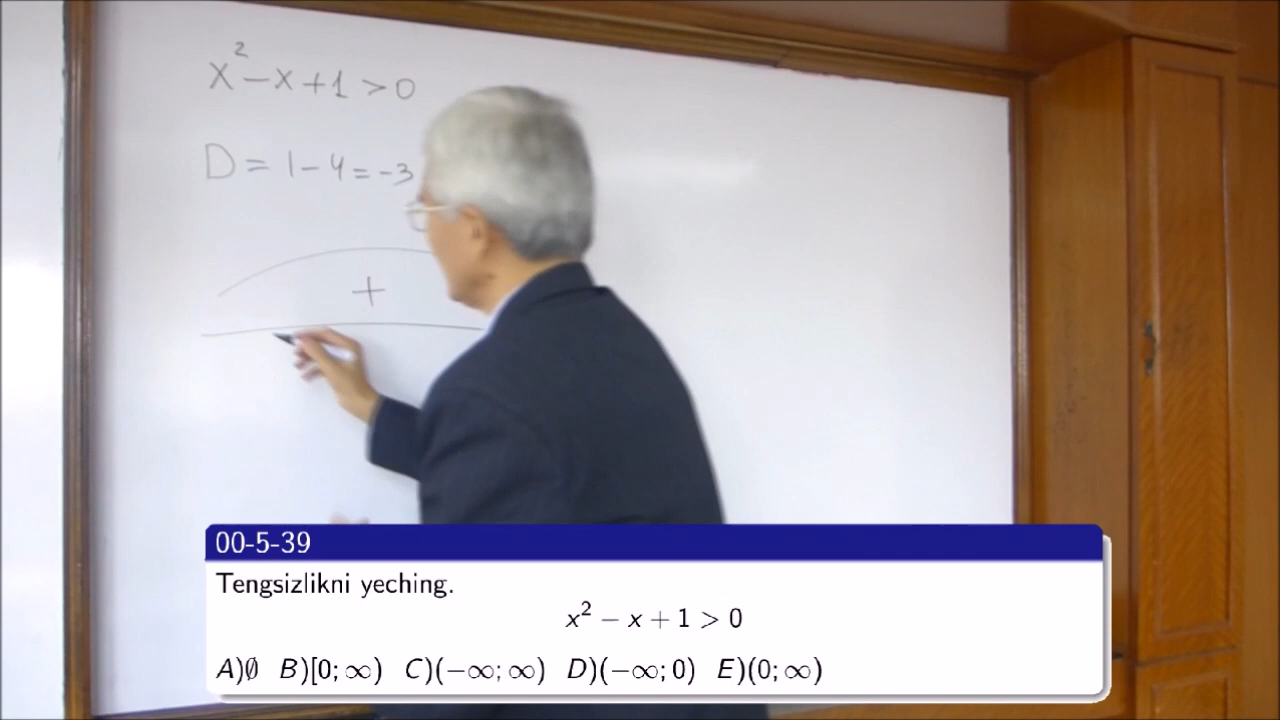 x² - x + 1 > 0
D = 1 - 4 = -3
+
00-5-39
Tengsizlikni yeching.
x² − x + 1 > 0
A)∅ B)[0; ∞) C)(−∞; ∞) D)(−∞; 0) E)(0; ∞)